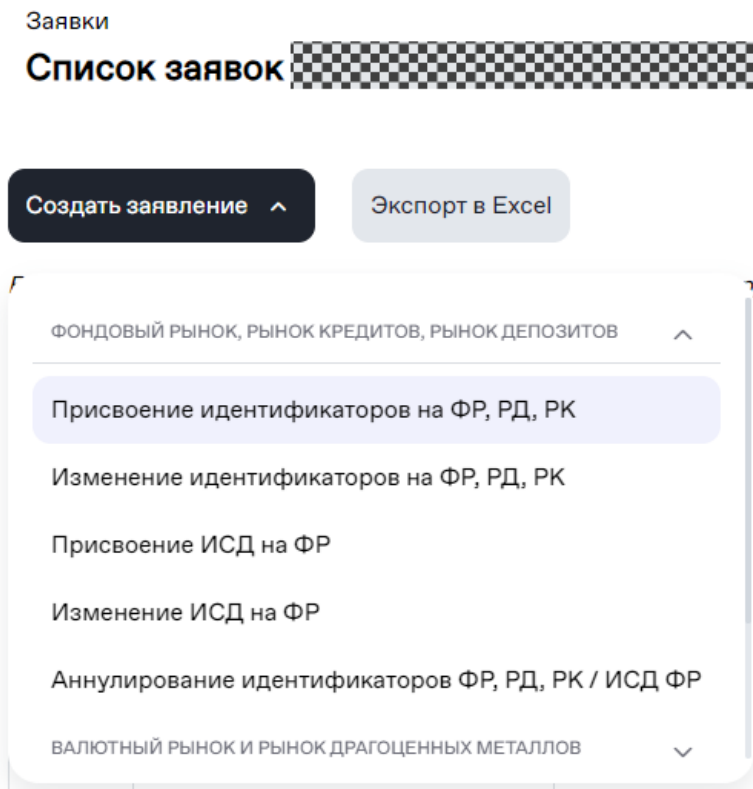 Заявки
Список заявок
Создать заявление
Экспорт в Excel
ФОНДОВЫЙ РЫНОК, РЫНОК КРЕДИТОВ, РЫНОК ДЕПОЗИТОВ
Присвоение идентификаторов на ФР, РД, РК
Изменение идентификаторов на ФР, РД, РК
Присвоение ИСД на ФР
Изменение ИСД на ФР
Аннулирование идентификаторов ФР, РД, РК / ИСД ФР
ВАЛЮТНЫЙ РЫНОК И РЫНОК ДРАГОЦЕННЫХ МЕТАЛЛОВ